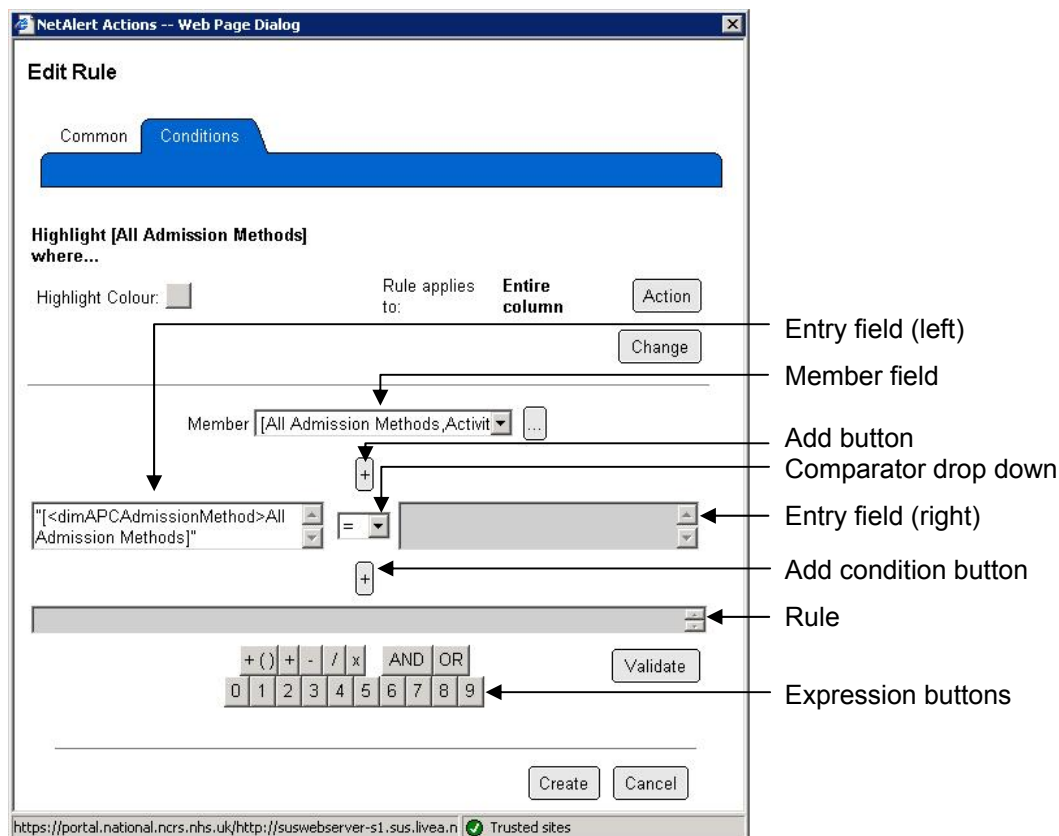 NetAlert Actions -- Web Page Dialog
Edit Rule
Common Conditions
Highlight [All Admission Methods]
where...
Highlight Colour:
Rule applies
to:
Entire
column
Action
Change
Entry field (left)
Member field
Member [All Admission Methods,Activit ...
Add button
+
Comparator drop down
"[<dimAPCAdmissionMethod>All
Admission Methods]"
=
Entry field (right)
+
Add condition button
Rule
+ ( ) + - / x AND OR
Validate
0 1 2 3 4 5 6 7 8 9
Expression buttons
Create Cancel
https://portal.national.ncrs.nhs.uk/http://suswebserver-s1.sus.livea.n Trusted sites